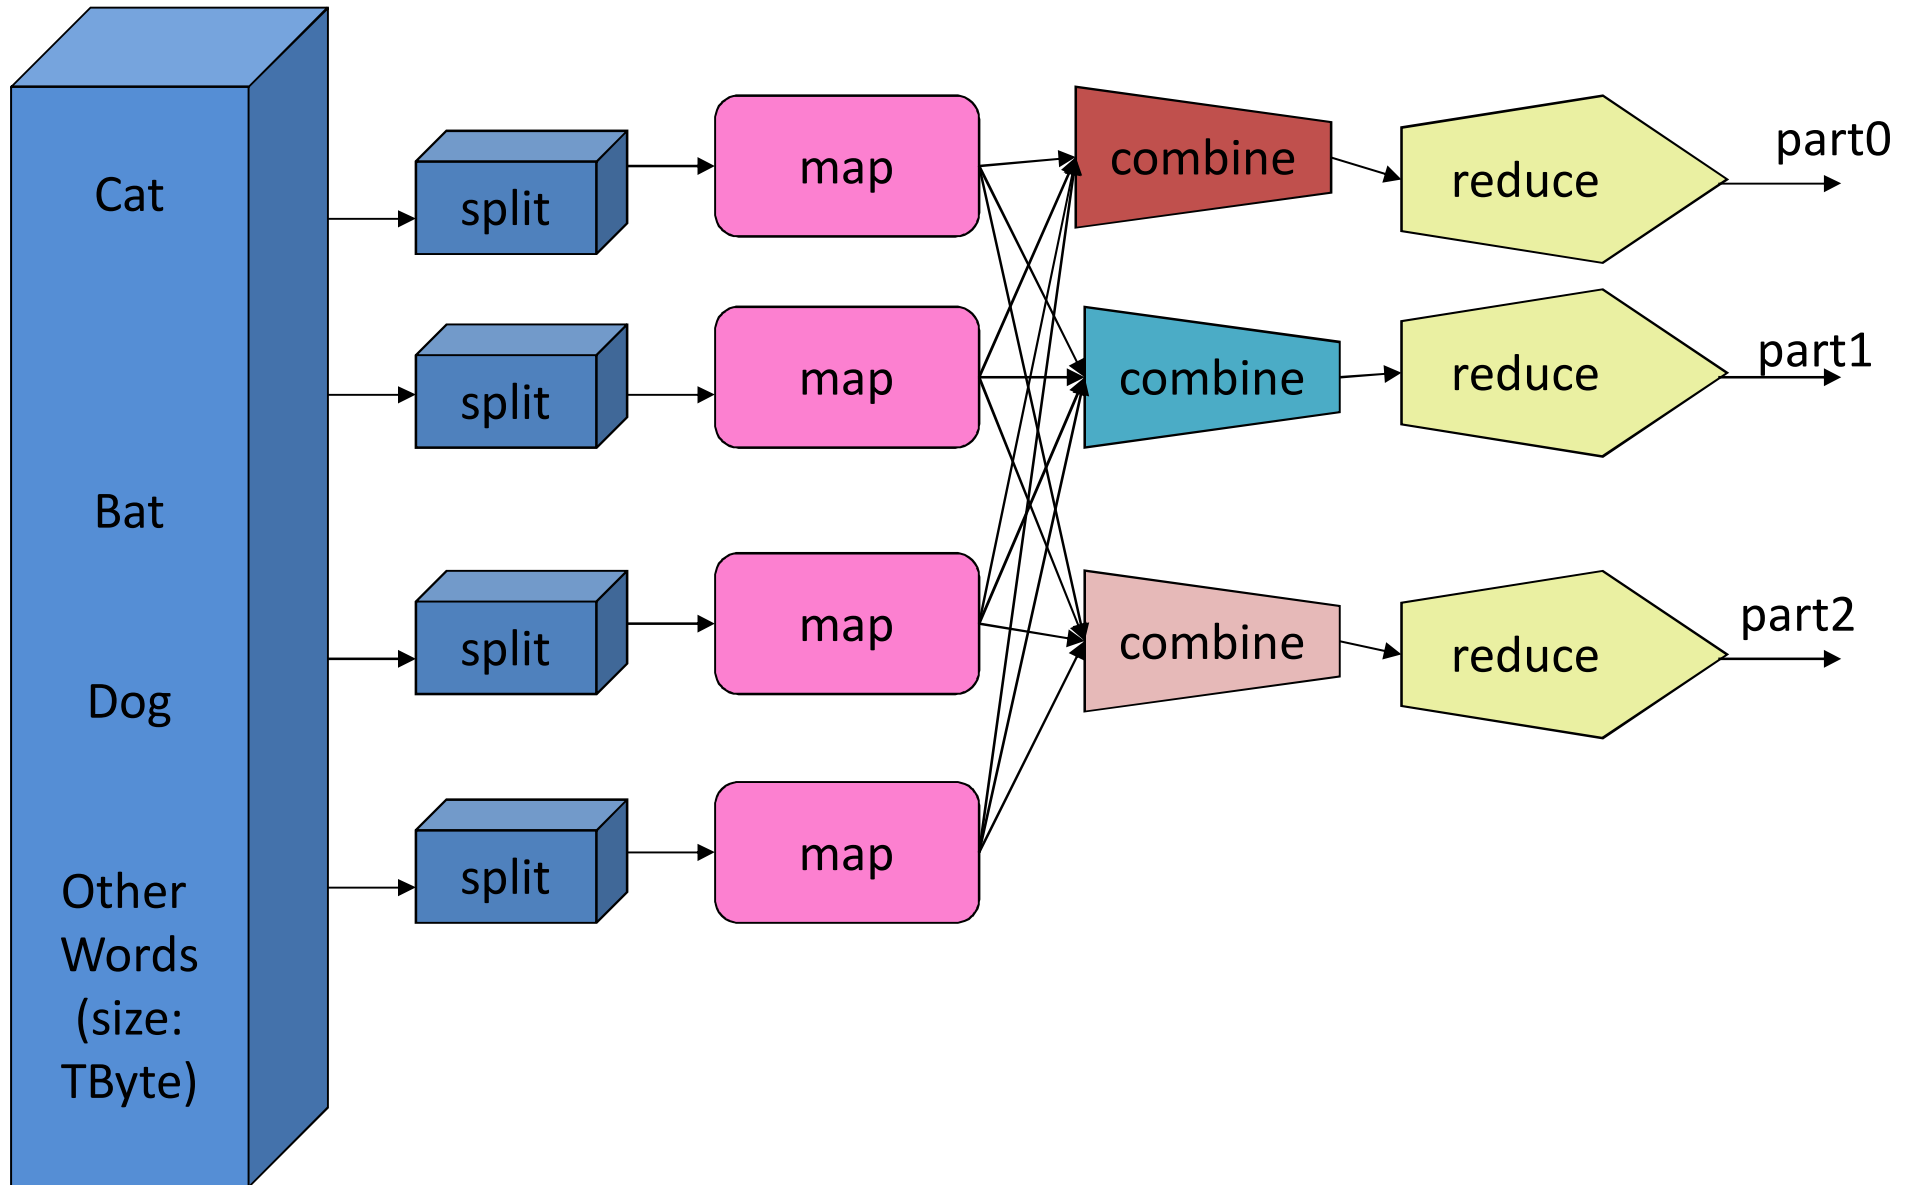 Cat
Bat
Dog
Other
Words
(size:
TByte)
split
split
split
split
map
map
map
map
combine
combine
combine
reduce
reduce
reduce
part0
part1
part2